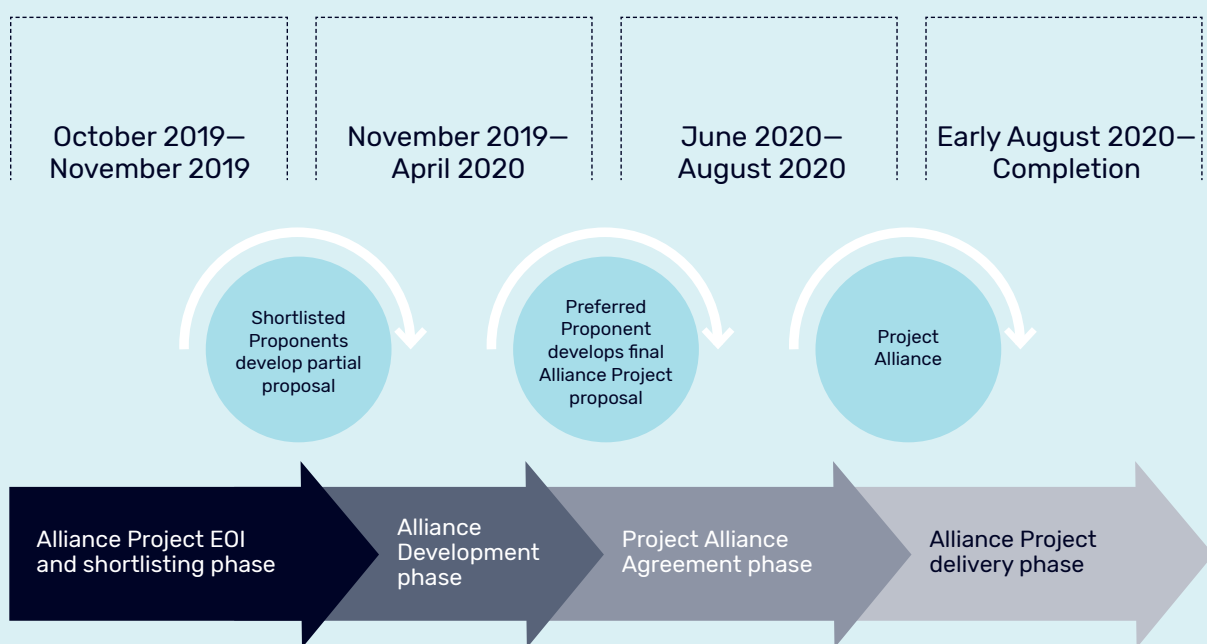 October 2019—
November 2019
November 2019—
April 2020
June 2020—
August 2020
Early August 2020—
Completion
Shortlisted
Proponents
develop partial
proposal
Preferred
Proponent
develops final
Alliance Project
proposal
Project
Alliance
Alliance Project EOI
and shortlisting phase
Alliance
Development
phase
Project Alliance
Agreement phase
Alliance Project
delivery phase